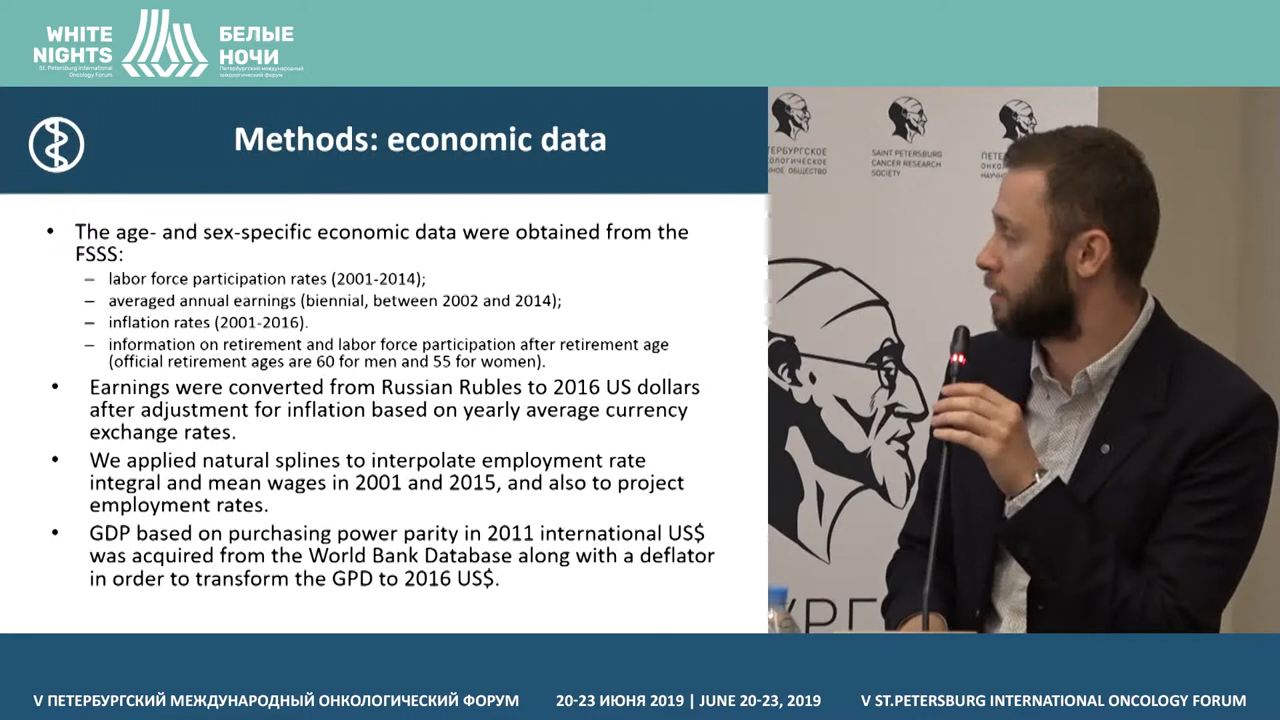 WHITE
NIGHTS
St. Petersburg International
Oncology Forum
БЕЛЫЕ
НОЧИ
Петербургский международный
онкологический форум
Methods: economic data
• The age- and sex-specific economic data were obtained from the
FSSS:
– labor force participation rates (2001-2014);
– averaged annual earnings (biennial, between 2002 and 2014);
– inflation rates (2001-2016).
– information on retirement and labor force participation after retirement age
(official retirement ages are 60 for men and 55 for women).
• Earnings were converted from Russian Rubles to 2016 US dollars
after adjustment for inflation based on yearly average currency
exchange rates.
• We applied natural splines to interpolate employment rate
integral and mean wages in 2001 and 2015, and also to project
employment rates.
• GDP based on purchasing power parity in 2011 international US$
was acquired from the World Bank Database along with a deflator
in order to transform the GPD to 2016 US$.
ТЕРБУРГСКОЕ
КОЛОГИЧЕСКОЕ
НОЕ ОБЩЕСТВО
SAINT PETERSBURG
CANCER RESEARCH
SOCIETY
ПЕТЕ
ОНКО
НАУЧН
УРГ
V ПЕТЕРБУРГСКИЙ МЕЖДУНАРОДНЫЙ ОНКОЛОГИЧЕСКИЙ ФОРУМ
20-23 ИЮНЯ 2019 | JUNE 20-23, 2019
V ST.PETERSBURG INTERNATIONAL ONCOLOGY FORUM